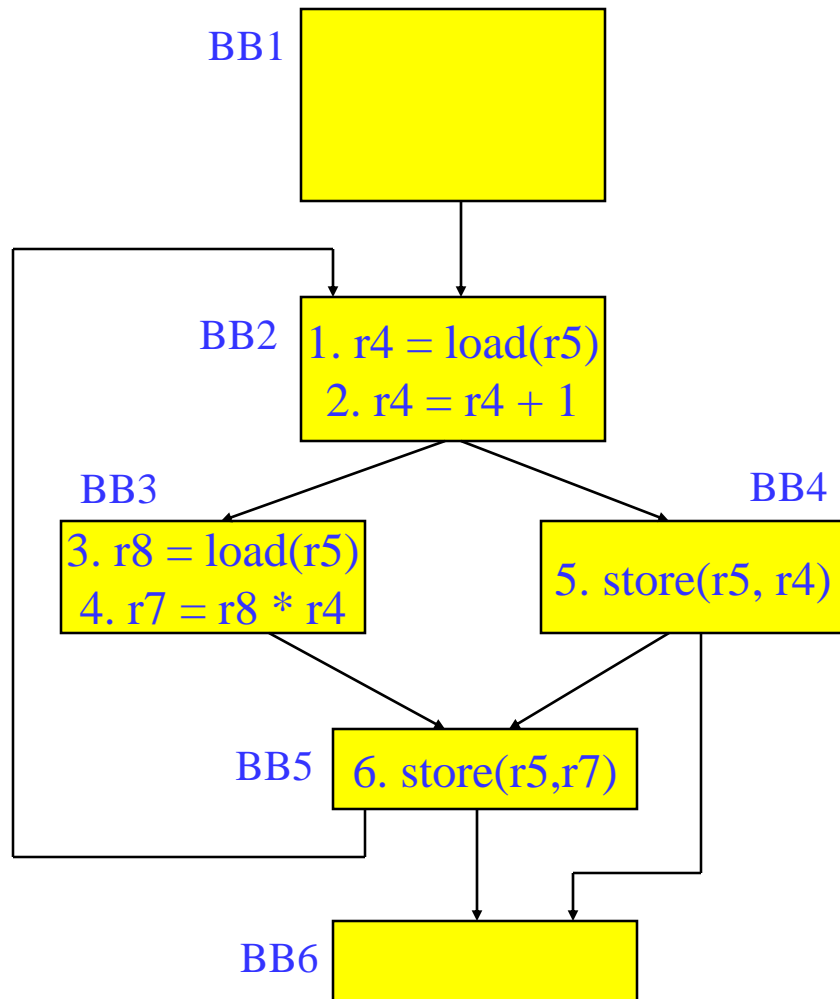 BB1
BB2
1. r4 = load(r5)
2. r4 = r4 + 1
BB3
3. r8 = load(r5)
4. r7 = r8 * r4
BB4
5. store(r5, r4)
BB5
6. store(r5,r7)
BB6